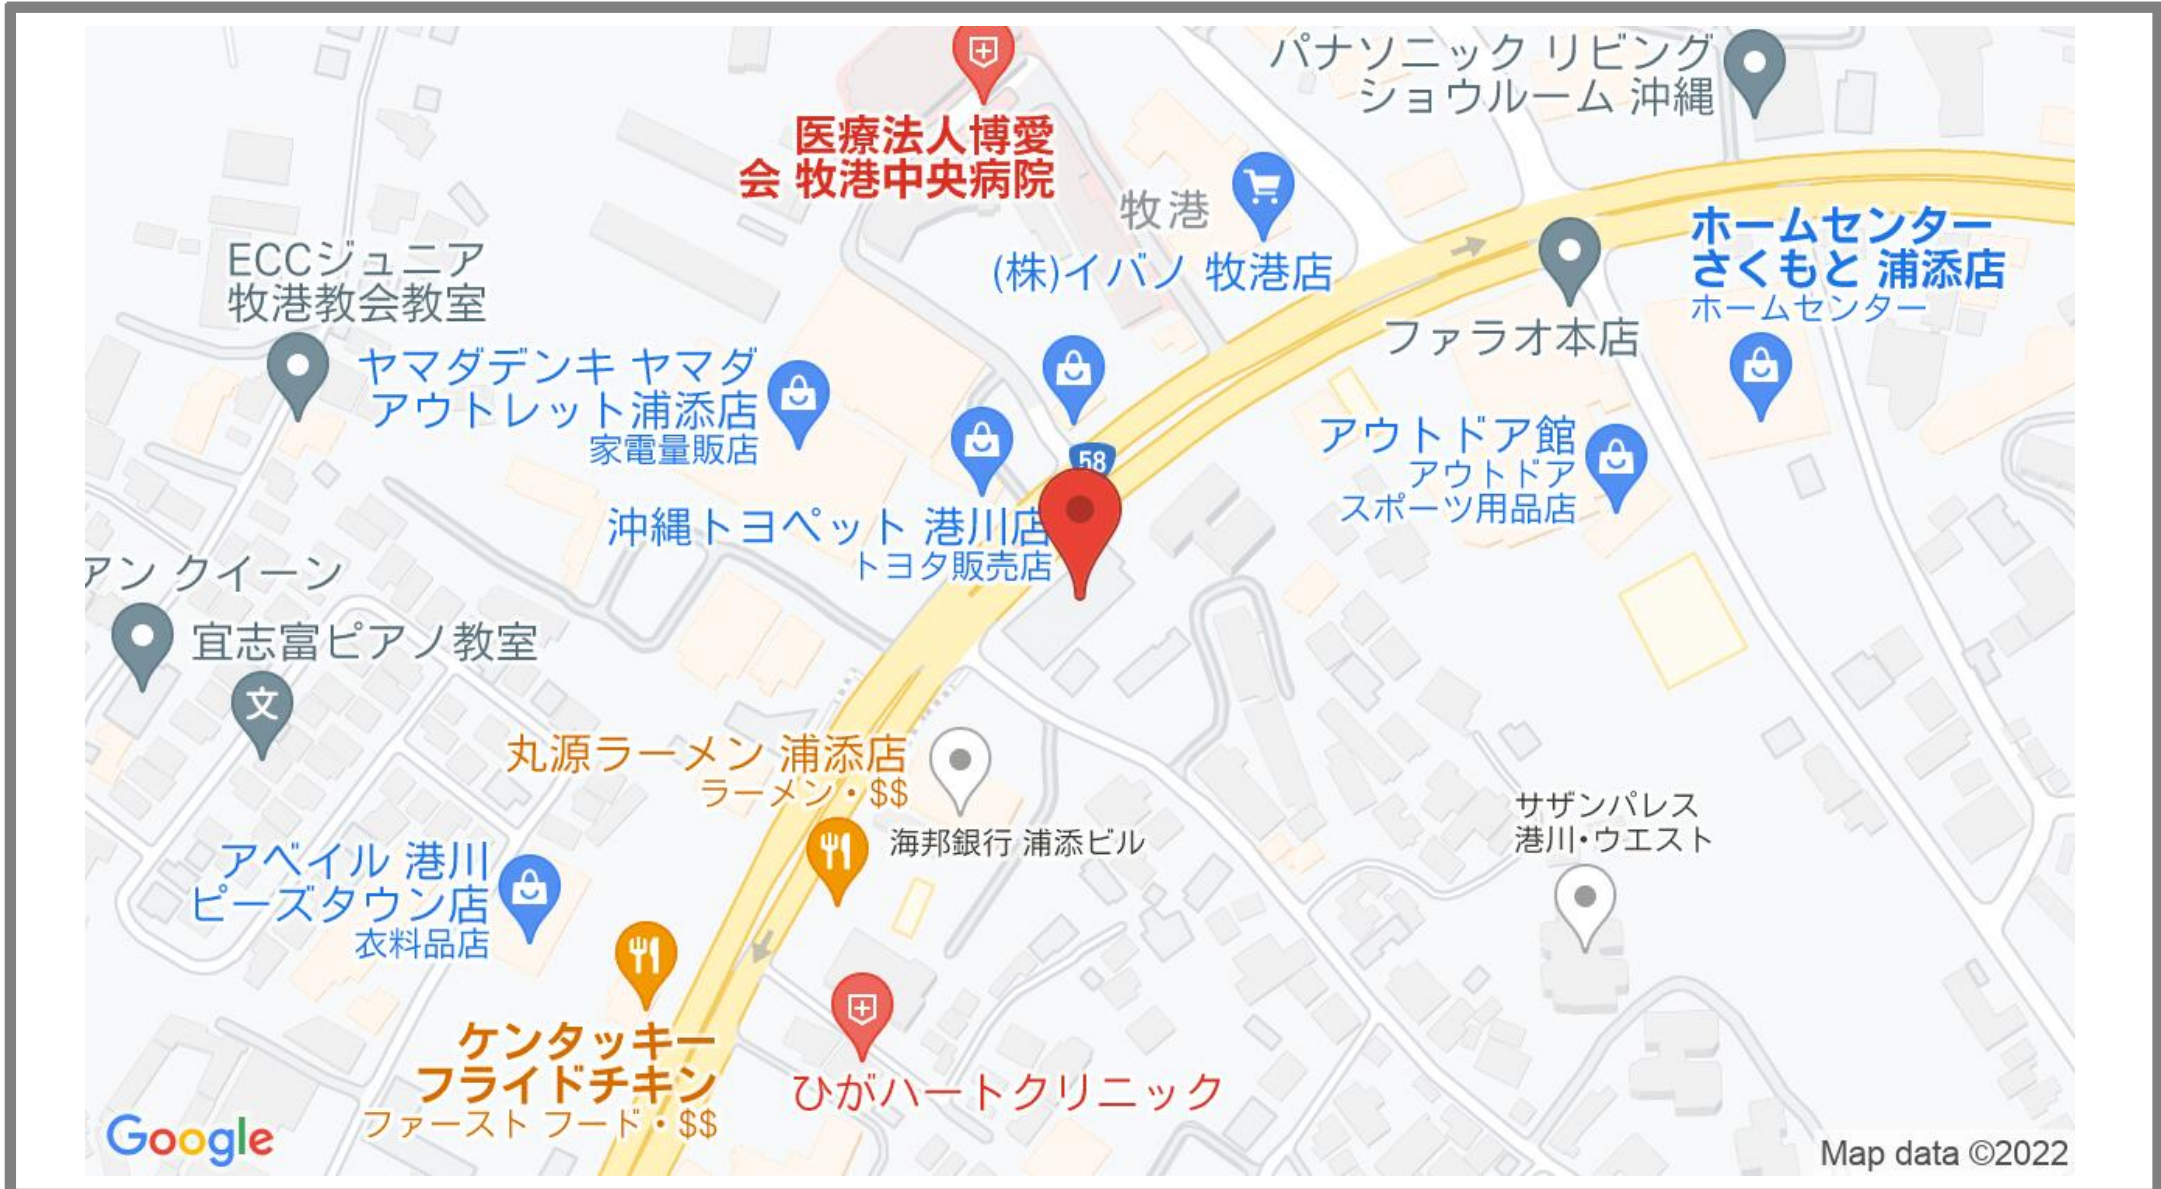 パナソニック リビング
ショウルーム 沖縄
医療法人博愛
会 牧港中央病院
牧港
(株)イバノ 牧港店
ホームセンター
さくもと 浦添店
ホームセンター
ECCジュニア
牧港教会教室
ファラオ本店
ヤマダデンキ ヤマダ
アウトレット浦添店
家電量販店
58
アウトドア館
アウトドア
スポーツ用品店
沖縄トヨペット 港川店
トヨタ販売店
アン クイーン
宜志富ピアノ教室
文
丸源ラーメン 浦添店
ラーメン・$$
海邦銀行 浦添ビル
サザンパレス
港川・ウエスト
アベイル 港川
ピーズタウン店
衣料品店
ケンタッキー
フライドチキン
ファースト フード・$$
ひがハートクリニック
Google
Map data ©2022